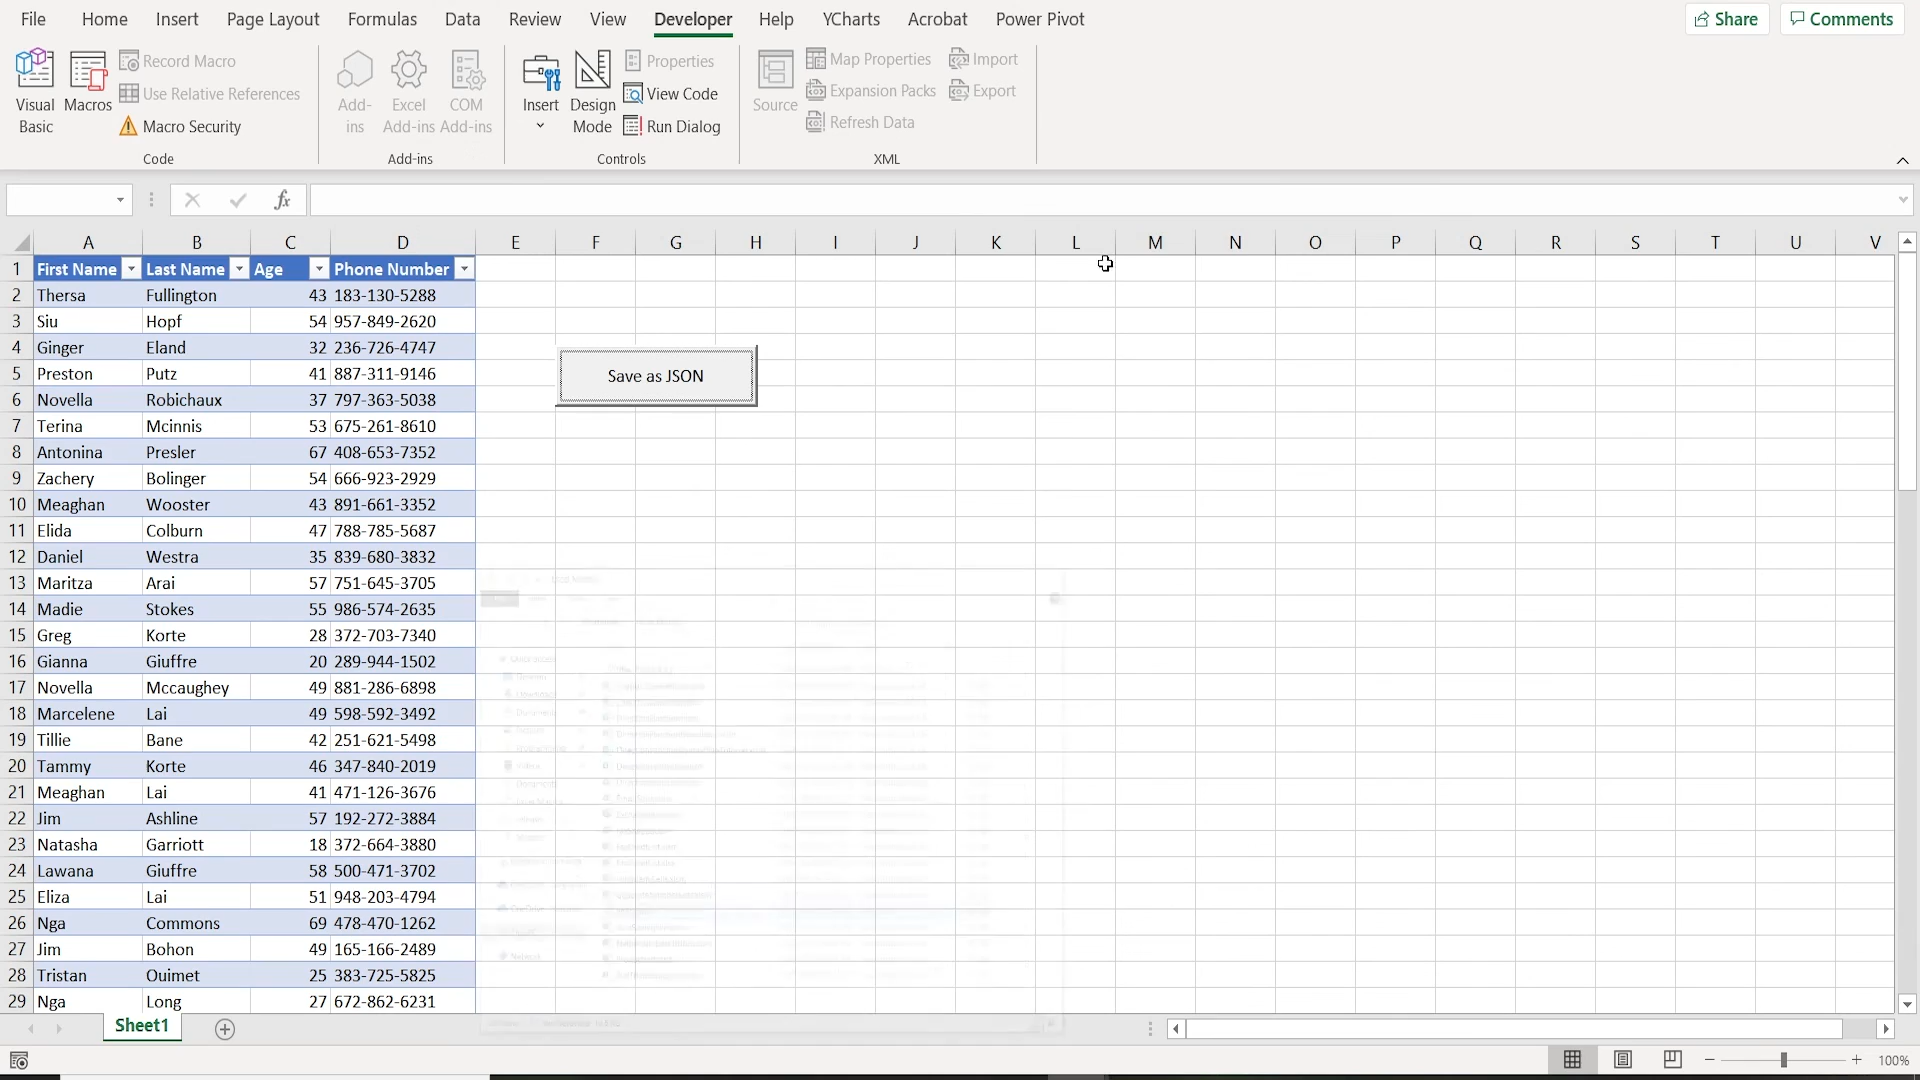 File Home Insert Page Layout Formulas Data Review View Developer Help YCharts Acrobat Power Pivot Share Comments
Visual Basic
Macros
Record Macro
Use Relative References
Macro Security
Code
Add-ins
Excel Add-ins
COM Add-ins
Add-ins
Insert
Design Mode
Properties
View Code
Run Dialog
Controls
Source
Map Properties
Expansion Packs
Refresh Data
Import
Export
XML
fx
A B C D E F G H I J K L M N O P Q R S T U V
1 First Name Last Name Age Phone Number
2 Thersa Fullington 43 183-130-5288
3 Siu Hopf 54 957-849-2620
4 Ginger Eland 32 236-726-4747
5 Preston Putz 41 887-311-9146
Save as JSON
6 Novella Robichaux 37 797-363-5038
7 Terina Mcinnis 53 675-261-8610
8 Antonina Presler 67 408-653-7352
9 Zachery Bolinger 54 666-923-2929
10 Meaghan Wooster 43 891-661-3352
11 Elida Colburn 47 788-785-5687
12 Daniel Westra 35 839-680-3832
13 Maritza Arai 57 751-645-3705
14 Madie Stokes 55 986-574-2635
15 Greg Korte 28 372-703-7340
16 Gianna Giuffre 20 289-944-1502
17 Novella Mccaughey 49 881-286-6898
18 Marcelene Lai 49 598-592-3492
19 Tillie Bane 42 251-621-5498
20 Tammy Korte 46 347-840-2019
21 Meaghan Lai 41 471-126-3676
22 Jim Ashline 57 192-272-3884
23 Natasha Garriott 18 372-664-3880
24 Lawana Giuffre 58 500-471-3702
25 Eliza Lai 51 948-203-4794
26 Nga Commons 69 478-470-1262
27 Jim Bohon 49 165-166-2489
28 Tristan Ouimet 25 383-725-5825
29 Nga Long 27 672-862-6231
Sheet1
100%